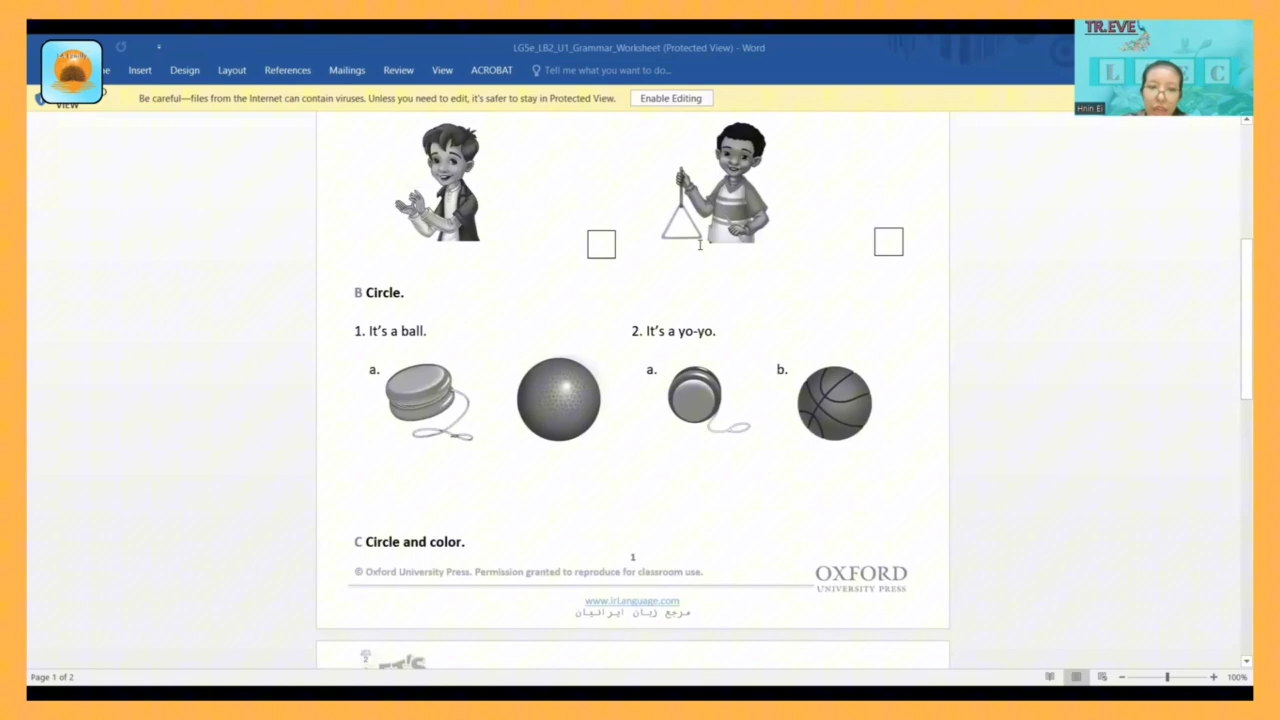 LGSe_LB2_U1_Grammar_Worksheet (Protected View) - Word
Insert Design Layout References Mailings Review View ACROBAT Tell me what you want to do...
VIEW Be careful—files from the Internet can contain viruses. Unless you need to edit, it's safer to stay in Protected View. Enable Editing
TR.EVE
L C
Hnin Ei
B Circle.
1. It's a ball. 2. It's a yo-yo.
a. a. b.
C Circle and color.
1
© Oxford University Press. Permission granted to reproduce for classroom use.
OXFORD
UNIVERSITY PRESS
www.irLanguage.com
مرجع زبان ایرانیان
2
Page 1 of 2 100%